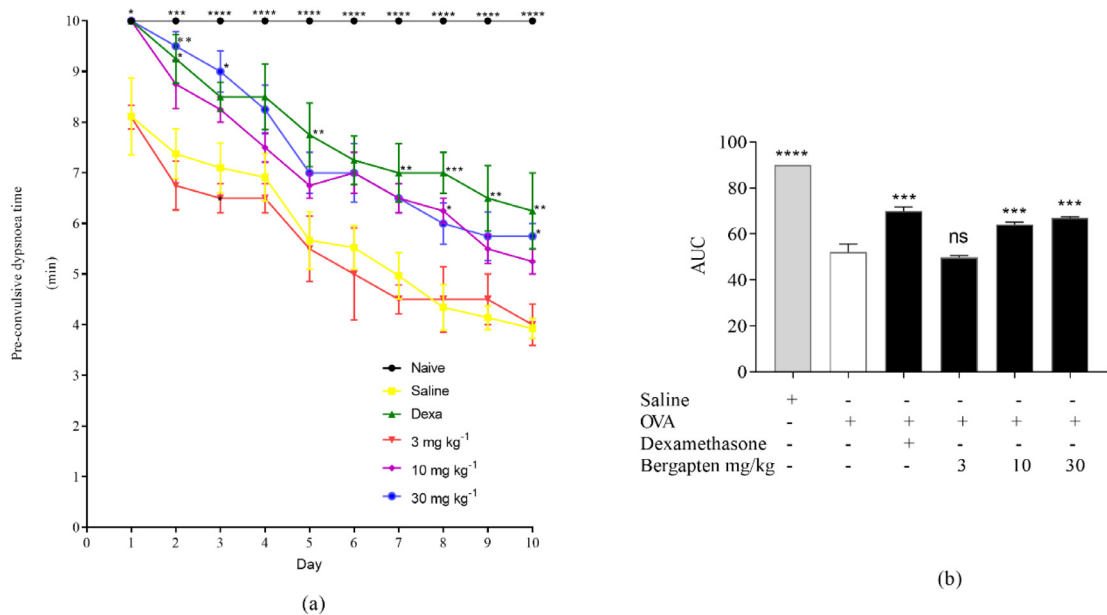 Pre-convulsive dypsnoea time
(min)
* *** **** **** **** **** **** **** **** ****
10
9
8
7
6
5
4
3
2
1
0
**
*
*
**
**
***
*
**
**
*
Naive
Saline
Dexa
3 mg kg-1
10 mg kg-1
30 mg kg-1
0 1 2 3 4 5 6 7 8 9 10
Day
(a)
AUC
100
80
60
40
20
0
**** *** ns *** ***
Saline + - - - - -
OVA - + + + + +
Dexamethasone - - + - - -
Bergapten mg/kg - - - 3 10 30
(b)